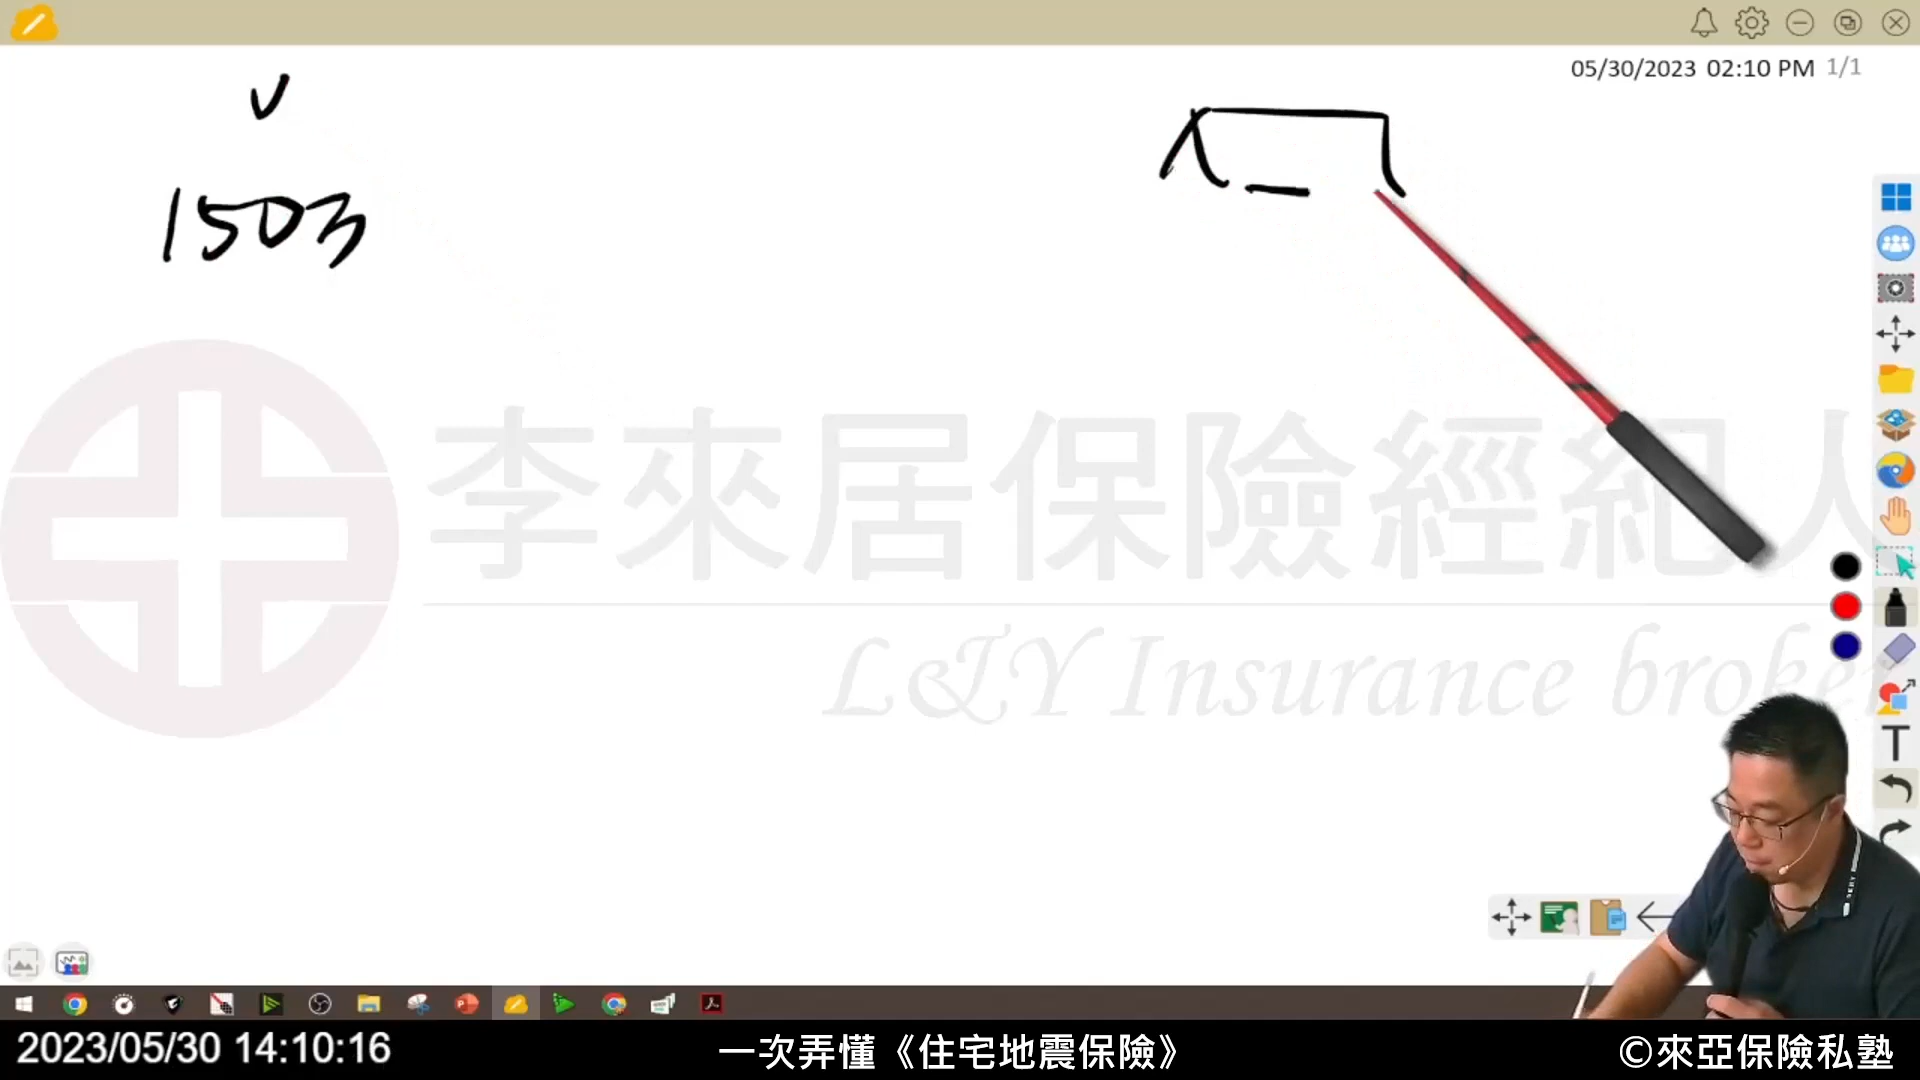 05/30/2023 02:10 PM 1/1
V
1503
李來居保險經紀人
L&Y Insurance broker
2023/05/30 14:10:16
一次弄懂《住宅地震保險》
©來亞保險私塾